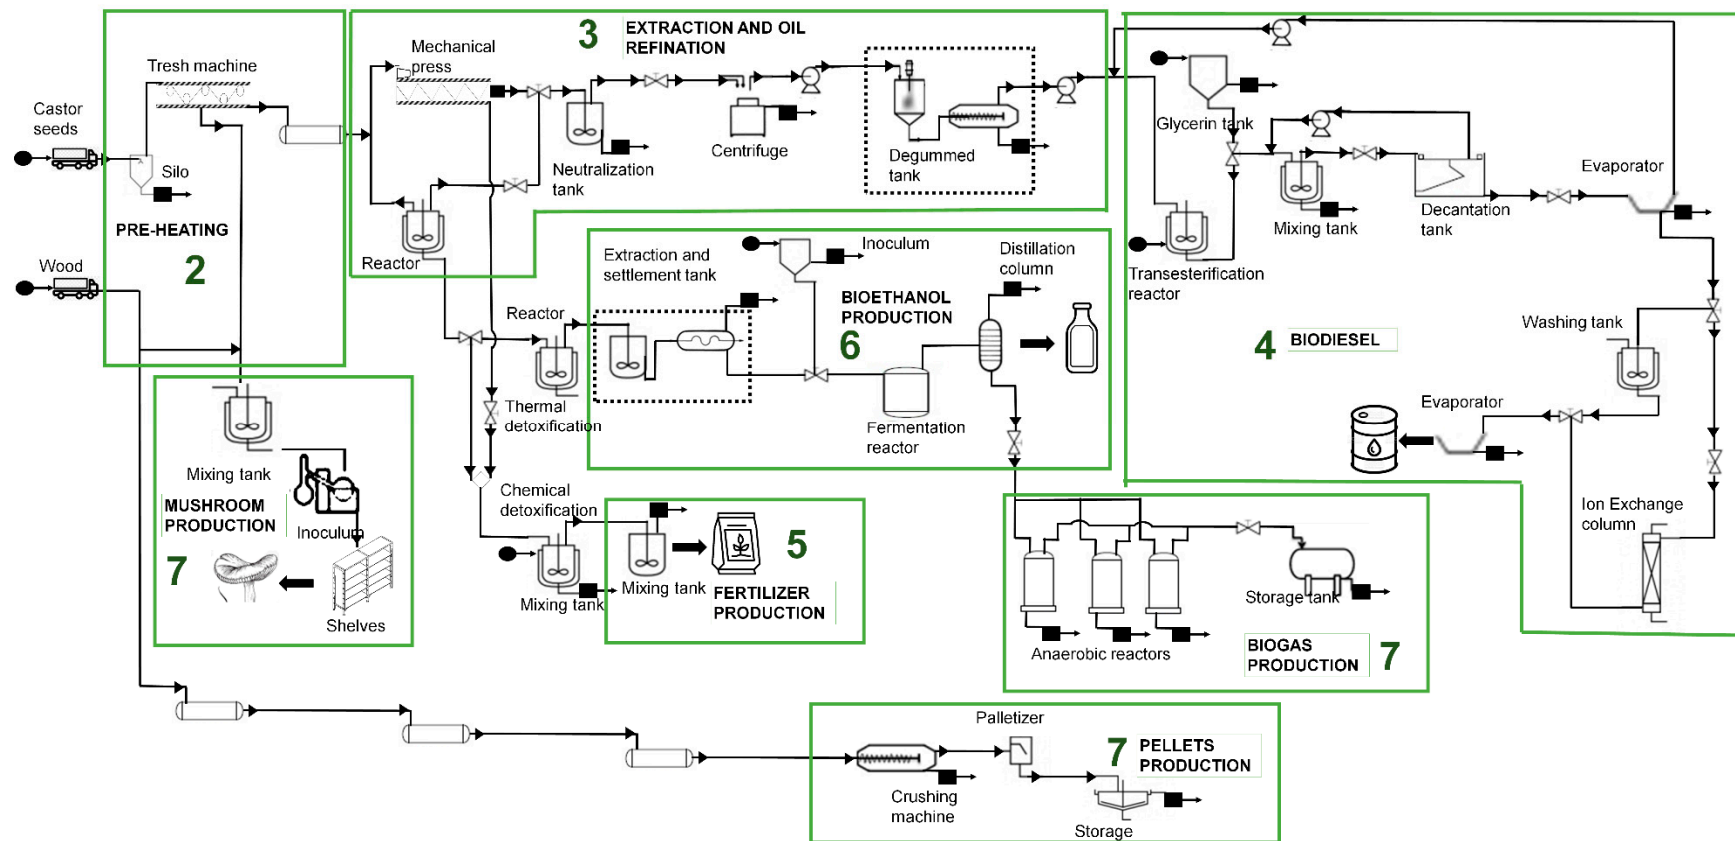 Tresh machine
Castor
seeds
Silo
PRE-HEATING
2
Wood
3
EXTRACTION AND OIL
REFINATION
Mechanical
press
Neutralization
tank
Centrifuge
Degummed
tank
Reactor
Glycerin tank
Mixing tank
Decantation
tank
Evaporator
Transesterification
reactor
4
BIODIESEL
Washing tank
Evaporator
Ion Exchange
column
Extraction and
settlement tank
Inoculum
Distillation
column
BIOETHANOL
PRODUCTION
6
Fermentation
reactor
Reactor
Thermal
detoxification
Chemical
detoxification
Mixing tank
Mixing tank
5
FERTILIZER
PRODUCTION
Mixing tank
MUSHROOM
PRODUCTION
7
Inoculum
Shelves
Storage tank
Anaerobic reactors
BIOGAS
PRODUCTION
7
Palletizer
7
PELLETS
PRODUCTION
Crushing
machine
Storage